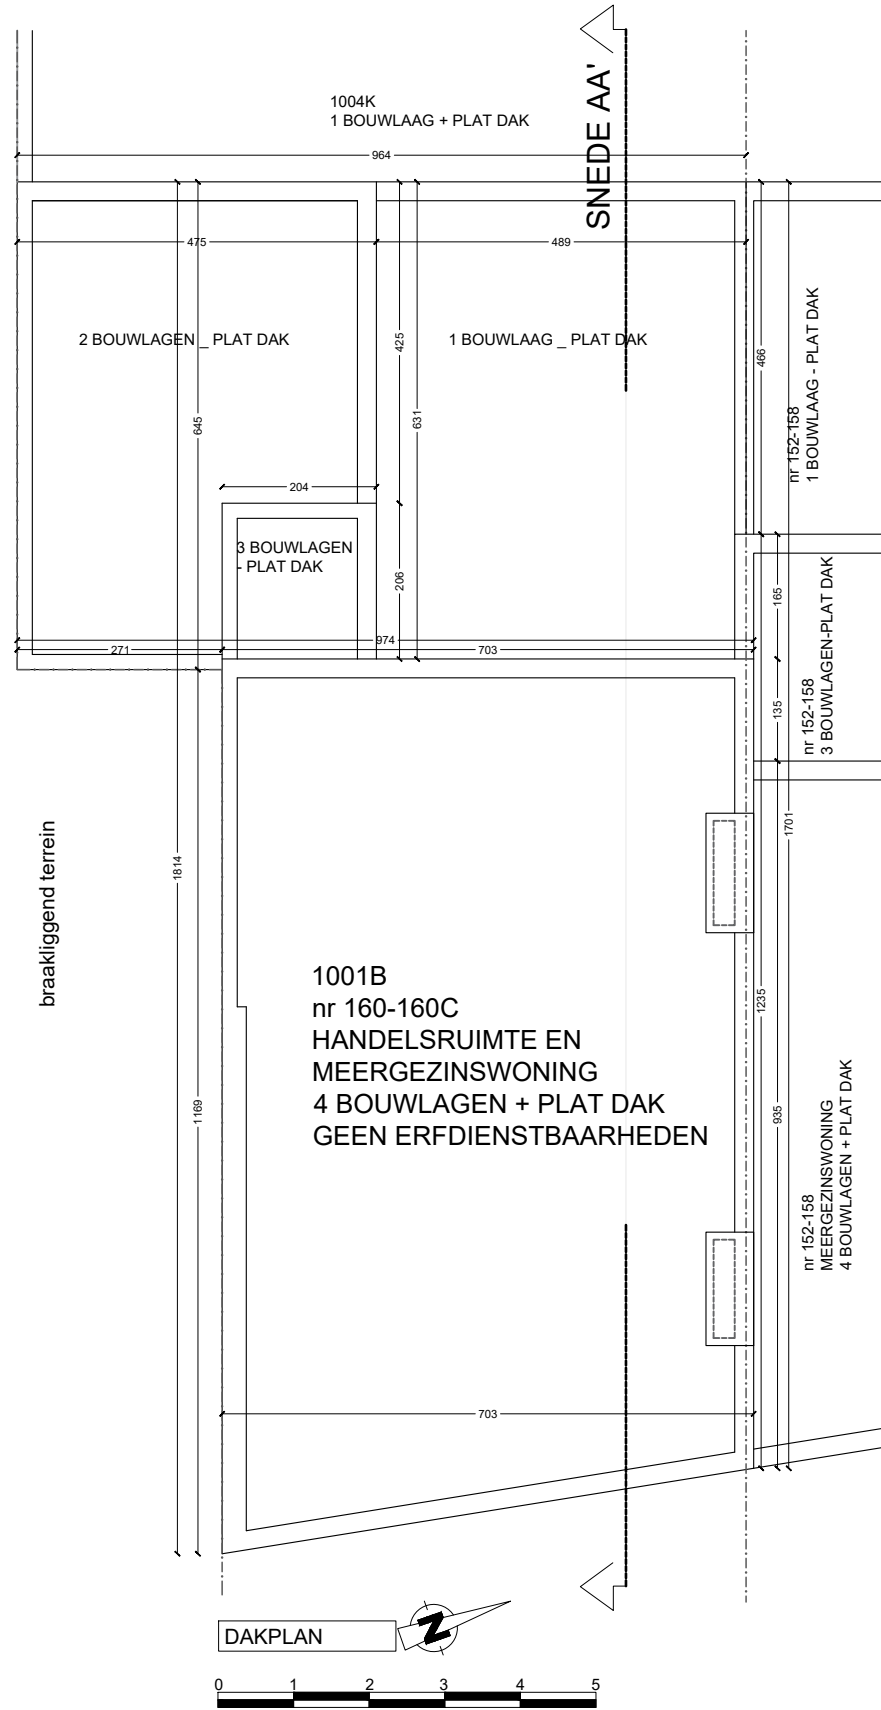 1004K
1 BOUWLAAG + PLAT DAK
SNEDE AA'
964
475
489
2 BOUWLAGEN _ PLAT DAK
1 BOUWLAAG _ PLAT DAK
425
466
nr 152-158
1 BOUWLAAG - PLAT DAK
645
631
204
3 BOUWLAGEN
- PLAT DAK
206
165
974
271
703
135
nr 152-158
3 BOUWLAGEN-PLAT DAK
1701
braakliggend terrein
1814
1001B
nr 160-160C
HANDELSRUIMTE EN
MEERGEZINSWONING
4 BOUWLAGEN + PLAT DAK
GEEN ERFDIENSTBAARHEDEN
1235
1169
935
nr 152-158
MEERGEZINSWONING
4 BOUWLAGEN + PLAT DAK
703
DAKPLAN
N
0 1 2 3 4 5